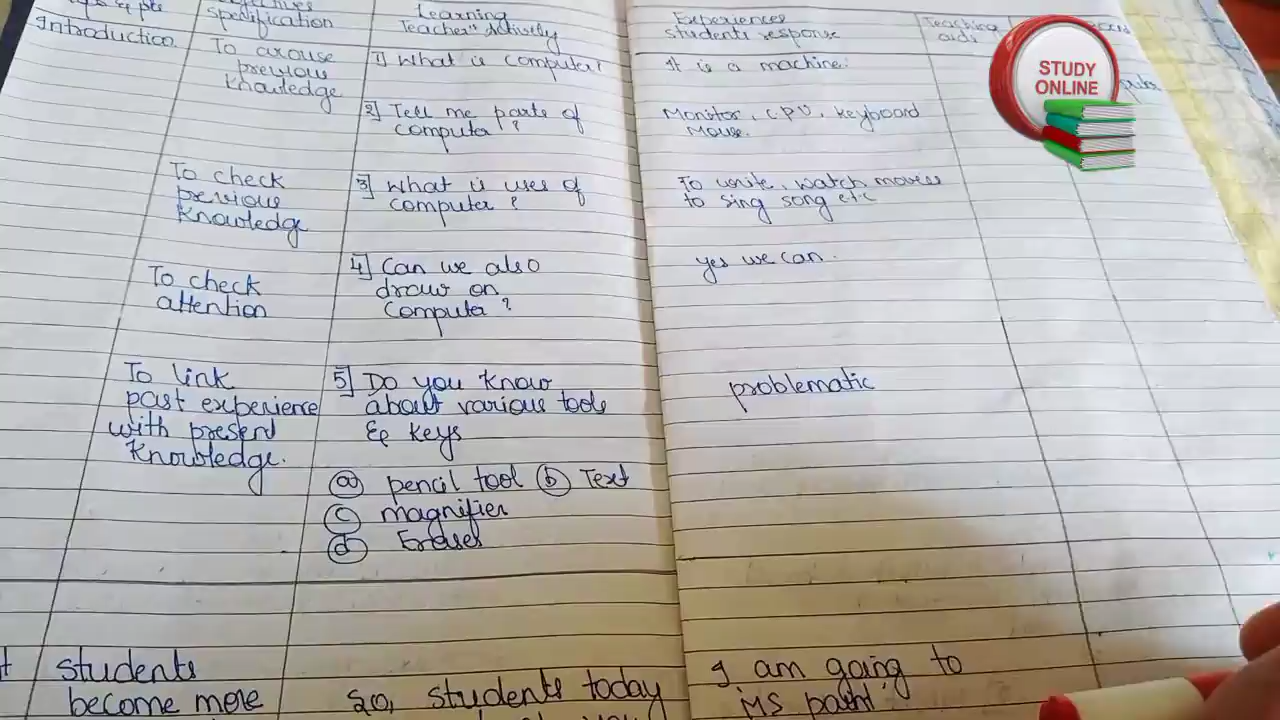 specification
Learning
Teacher" Activity
Experiences
students response
Teaching
aids
Introduction
To arouse
previous
knowledge
1) What is computer?
It is a machine.
2] Tell me parts of
computer?
Monitor, CPU, keyboard
Mouse.
To check
previous
knowledge
3] What is uses of
computer?
To write, watch movies
to sing song etc
To check
attention
4] Can we also
draw on
computer?
yes we can.
To link
past experience
with present
knowledge.
5] Do you know
about various tools
& keys
problematic
(a) pencil tool (b) Text
(c) magnifier
(d) Eraser
students
become more
so, students today
I am going to
MS paint
STUDY
ONLINE